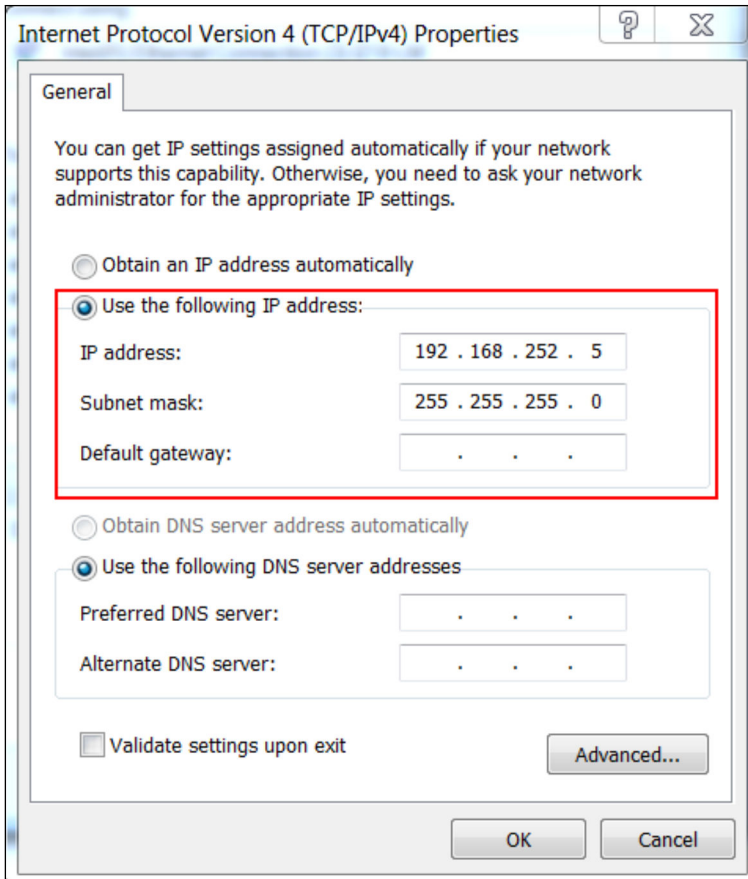 Internet Protocol Version 4 (TCP/IPv4) Properties
General
You can get IP settings assigned automatically if your network
supports this capability. Otherwise, you need to ask your network
administrator for the appropriate IP settings.
Obtain an IP address automatically
Use the following IP address:
IP address: 192 . 168 . 252 . 5
Subnet mask: 255 . 255 . 255 . 0
Default gateway: . . .
Obtain DNS server address automatically
Use the following DNS server addresses
Preferred DNS server: . . .
Alternate DNS server: . . .
Validate settings upon exit
Advanced...
OK Cancel